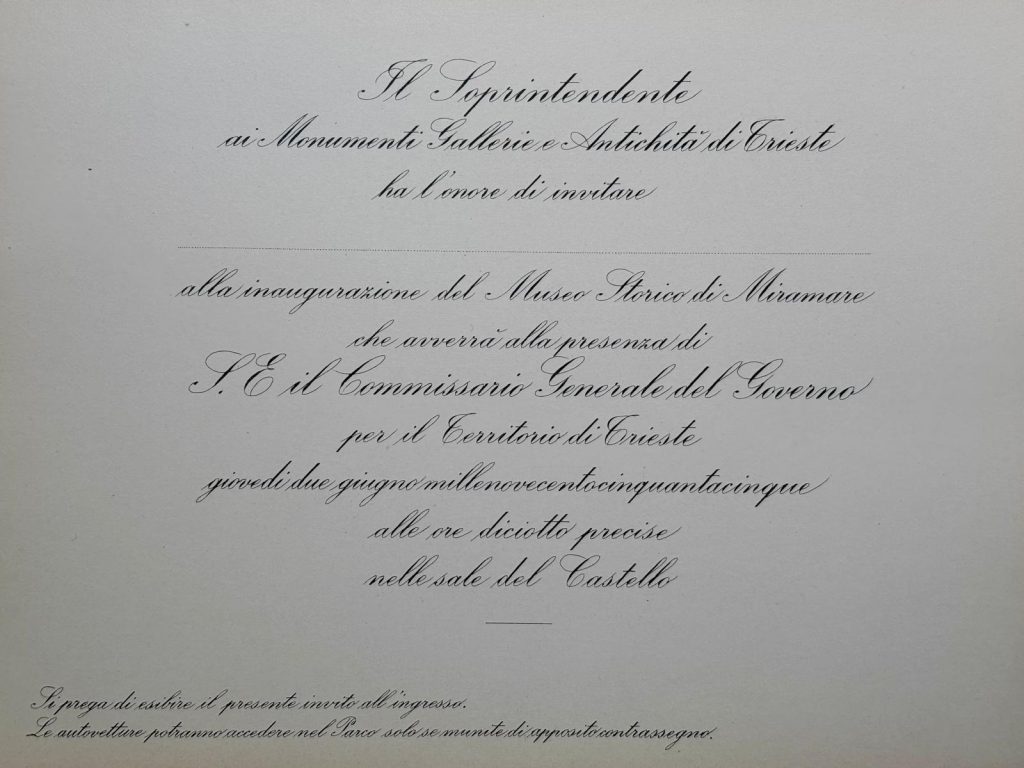 Il Soprintendente
ai Monumenti Gallerie e Antichità di Trieste
ha l'onore di invitare
alla inaugurazione del Museo Storico di Miramare
che avverrà alla presenza di
S. E il Commissario Generale del Governo
per il Territorio di Trieste
giovedi due giugno millenovecentocinquantacinque
alle ore diciotto precise
nelle sale del Castello
Si prega di esibire il presente invito all'ingresso.
Le autovetture potranno accedere nel Parco solo se munite di apposito contrassegno.